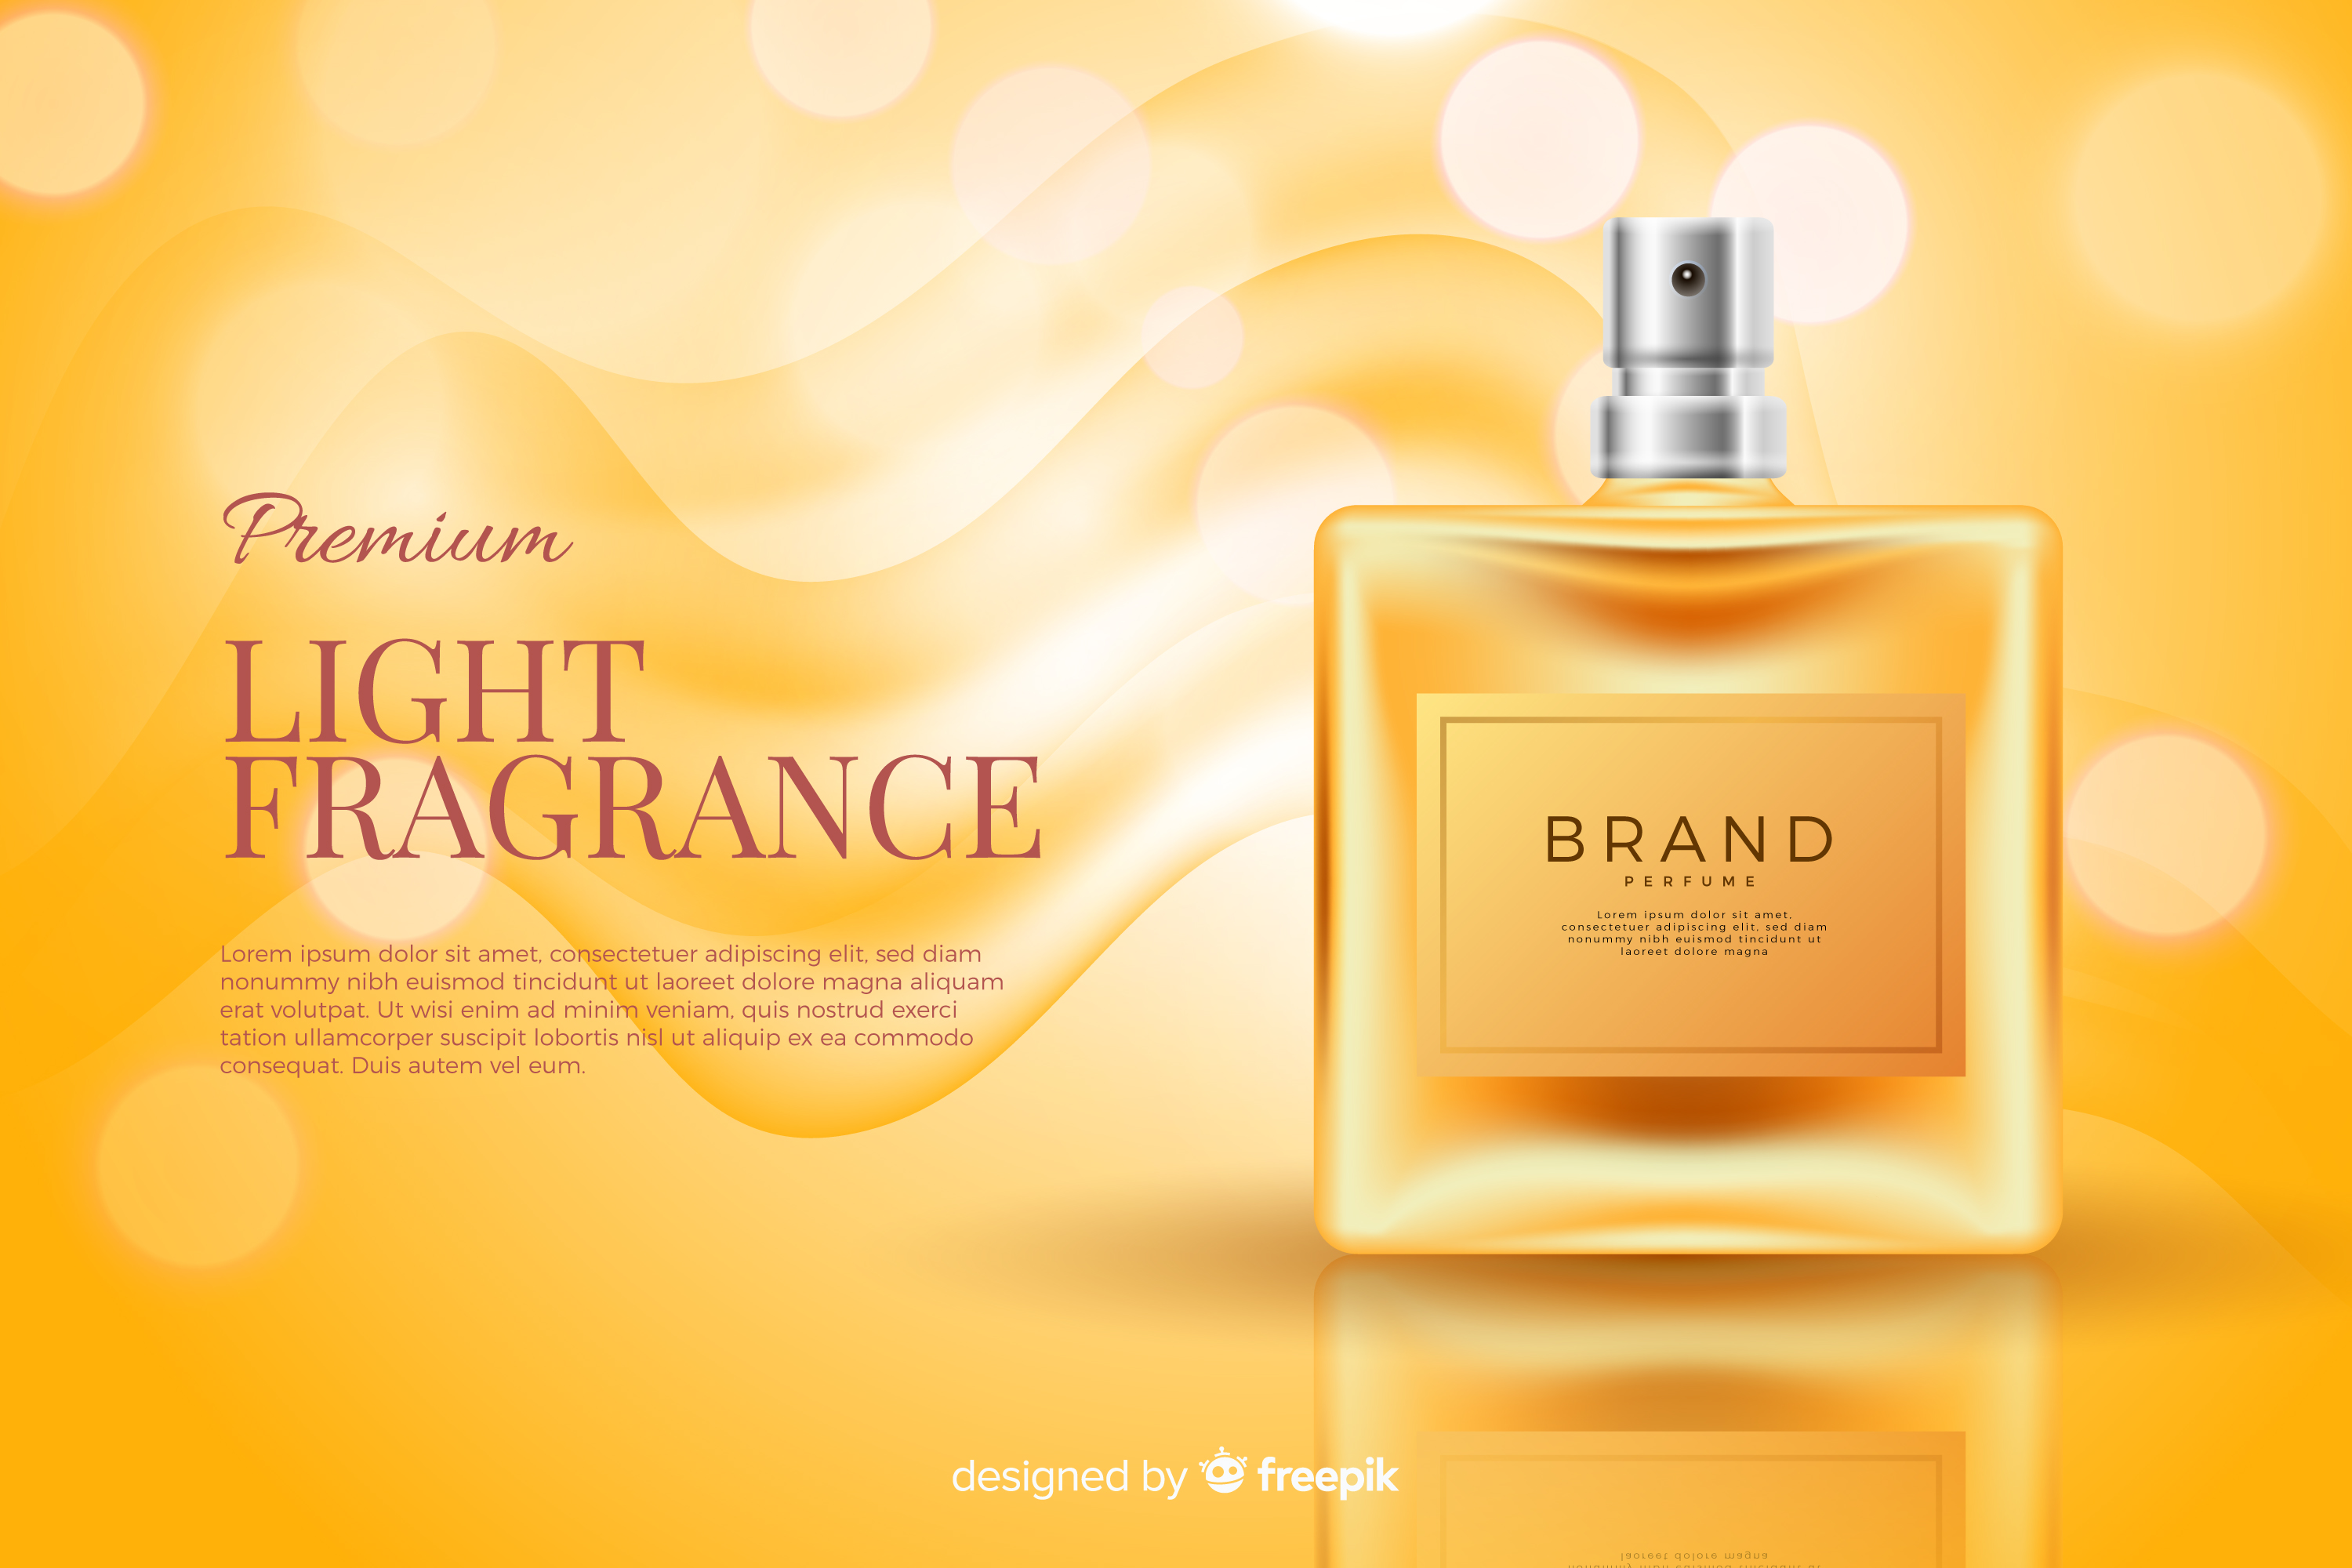 Premium
LIGHT
FRAGRANCE
Lorem ipsum dolor sit amet, consectetuer adipiscing elit, sed diam
nonummy nibh euismod tincidunt ut laoreet dolore magna aliquam
erat volutpat. Ut wisi enim ad minim veniam, quis nostrud exerci
tation ullamcorper suscipit lobortis nisl ut aliquip ex ea commodo
consequat. Duis autem vel eum.
BRAND
PERFUME
Lorem ipsum dolor sit amet,
consectetuer adipiscing elit, sed diam
nonummy nibh euismod tincidunt ut
laoreet dolore magna
designed by freepik